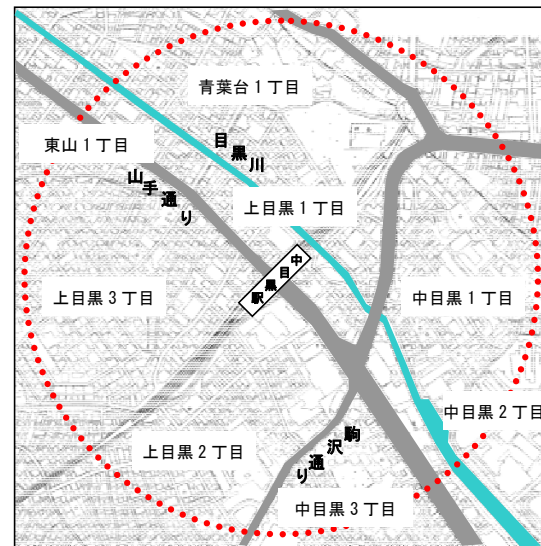 青葉台１丁目
東山１丁目
目黒川
山手通り
上目黒１丁目
中目黒駅
上目黒３丁目
中目黒１丁目
中目黒２丁目
上目黒２丁目
駒沢通り
中目黒３丁目